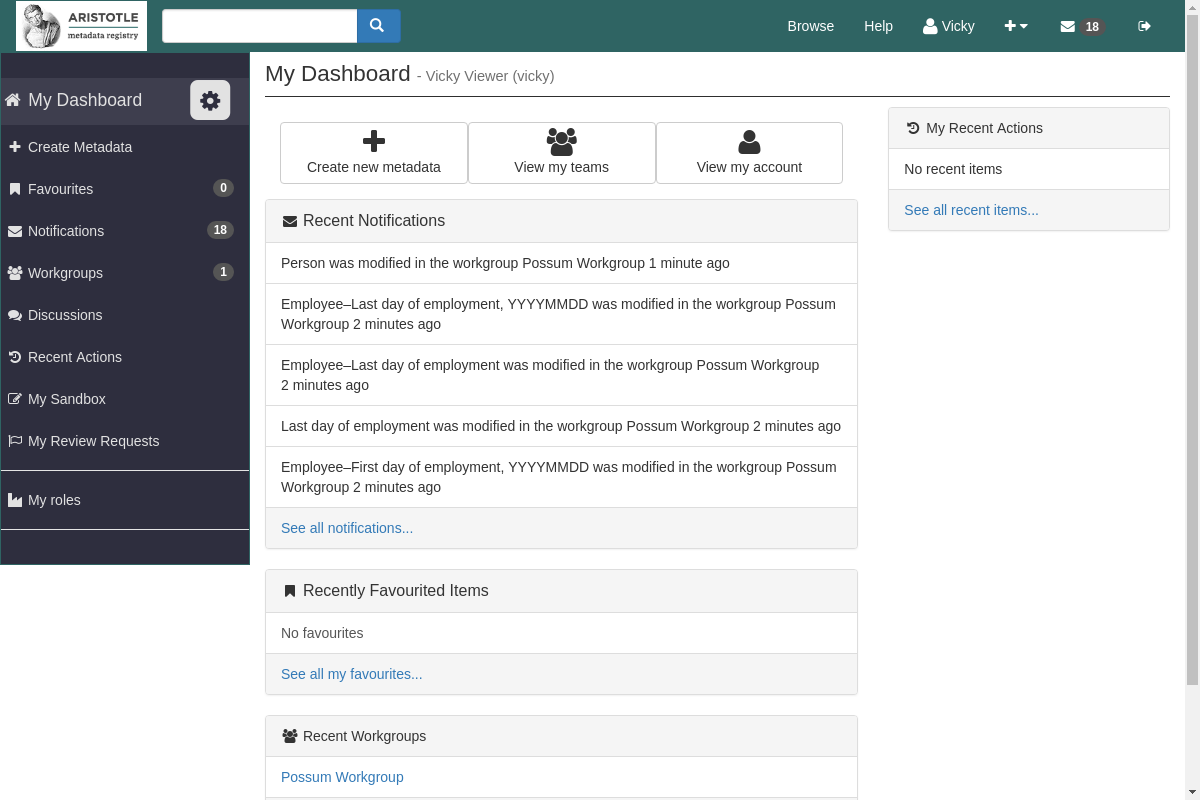 ARISTOTLE
metadata registry
Browse
Help
Vicky
18
My Dashboard
Create Metadata
Favourites 0
Notifications 18
Workgroups 1
Discussions
Recent Actions
My Sandbox
My Review Requests
My roles
My Dashboard - Vicky Viewer (vicky)
Create new metadata
View my teams
View my account
Recent Notifications
Person was modified in the workgroup Possum Workgroup 1 minute ago
Employee–Last day of employment, YYYYMMDD was modified in the workgroup Possum
Workgroup 2 minutes ago
Employee–Last day of employment was modified in the workgroup Possum Workgroup
2 minutes ago
Last day of employment was modified in the workgroup Possum Workgroup 2 minutes ago
Employee–First day of employment, YYYYMMDD was modified in the workgroup Possum
Workgroup 2 minutes ago
See all notifications...
Recently Favourited Items
No favourites
See all my favourites...
Recent Workgroups
Possum Workgroup
My Recent Actions
No recent items
See all recent items...